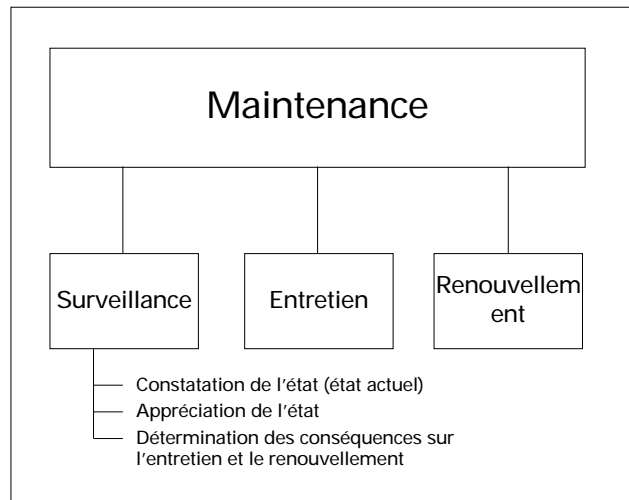 Maintenance
Surveillance
Entretien
Renouvellem
ent
Constatation de l'état (état actuel)
Appréciation de l'état
Détermination des conséquences sur
l'entretien et le renouvellement